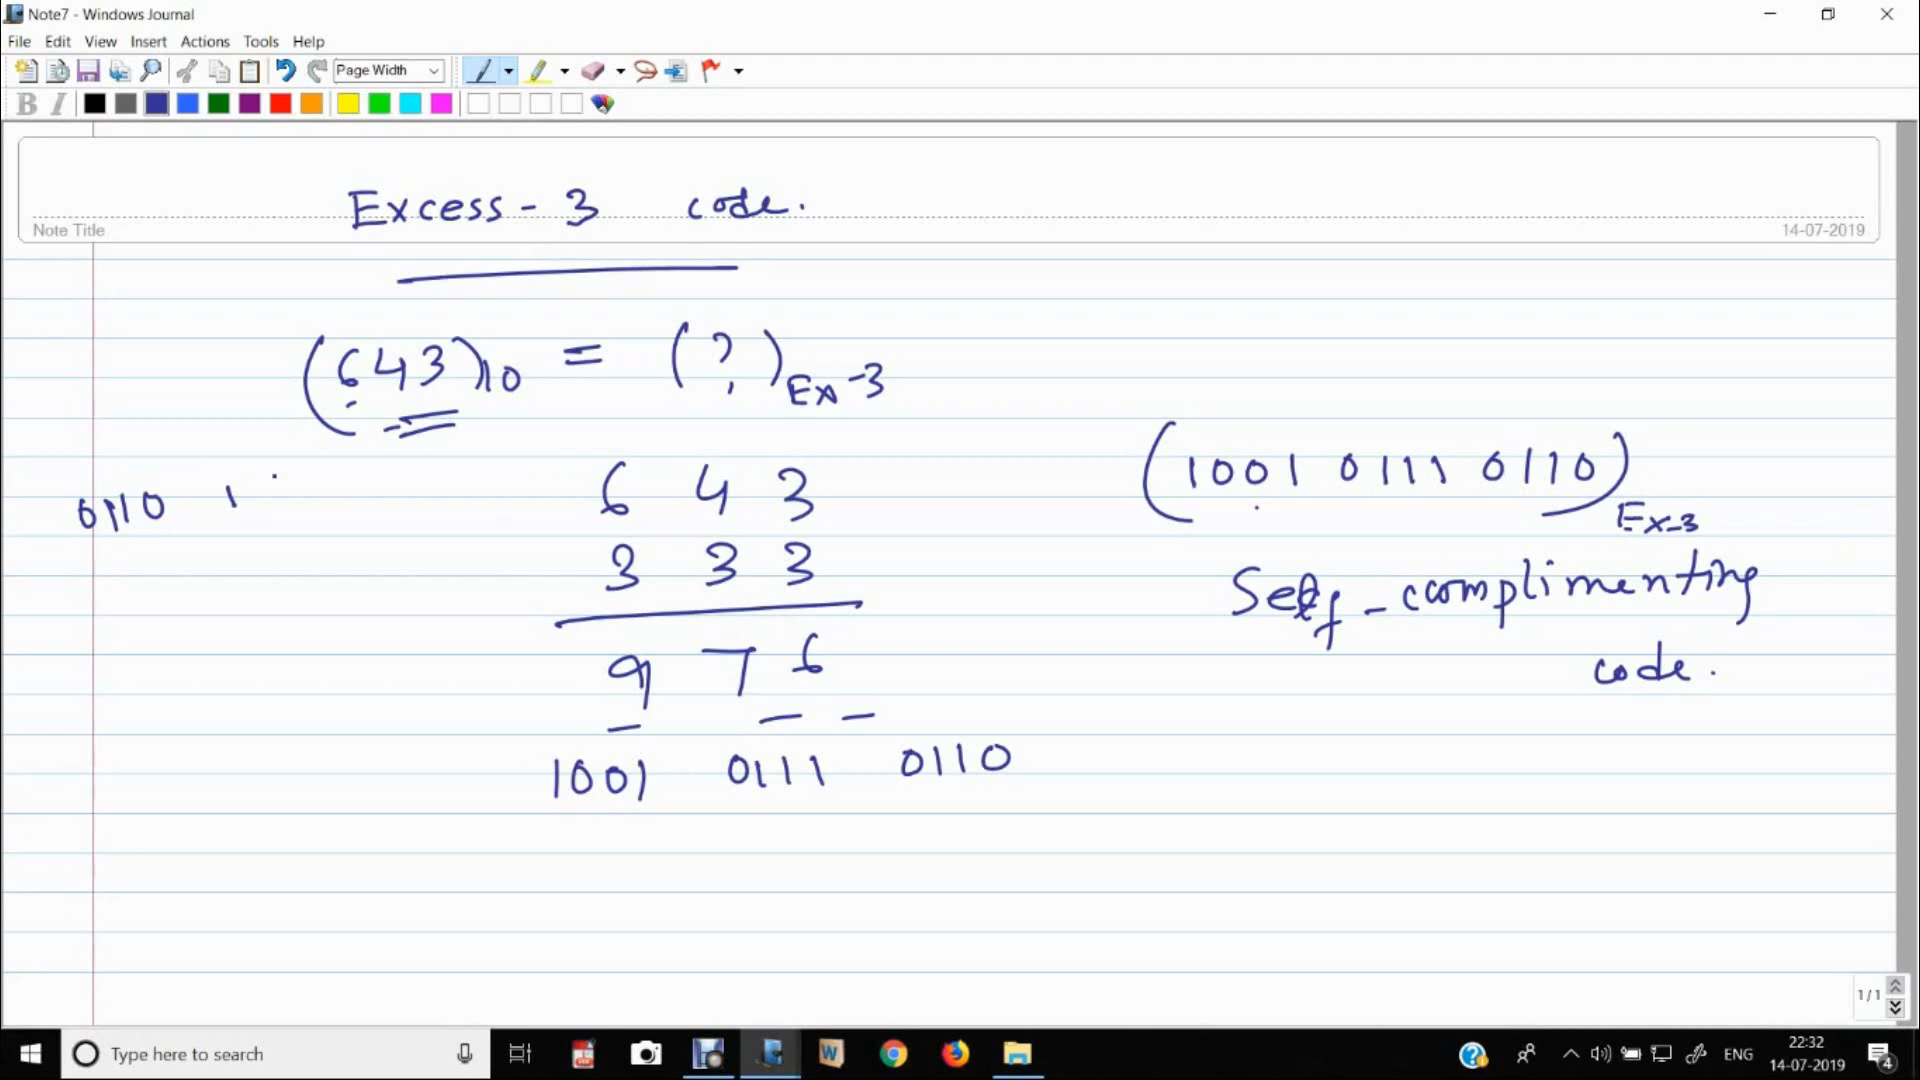 Note7 - Windows Journal
File Edit View Insert Actions Tools Help
Page Width
B I
Excess - 3 code.
Note Title
14-07-2019
(643)10 = (?)Ex-3
0110 1
6 4 3
3 3 3
9 7 6
1001 0111 0110
(1001 0111 0110)Ex-3
Self - complimenting
code.
1/1
Type here to search
W
ENG
22:32
14-07-2019
4